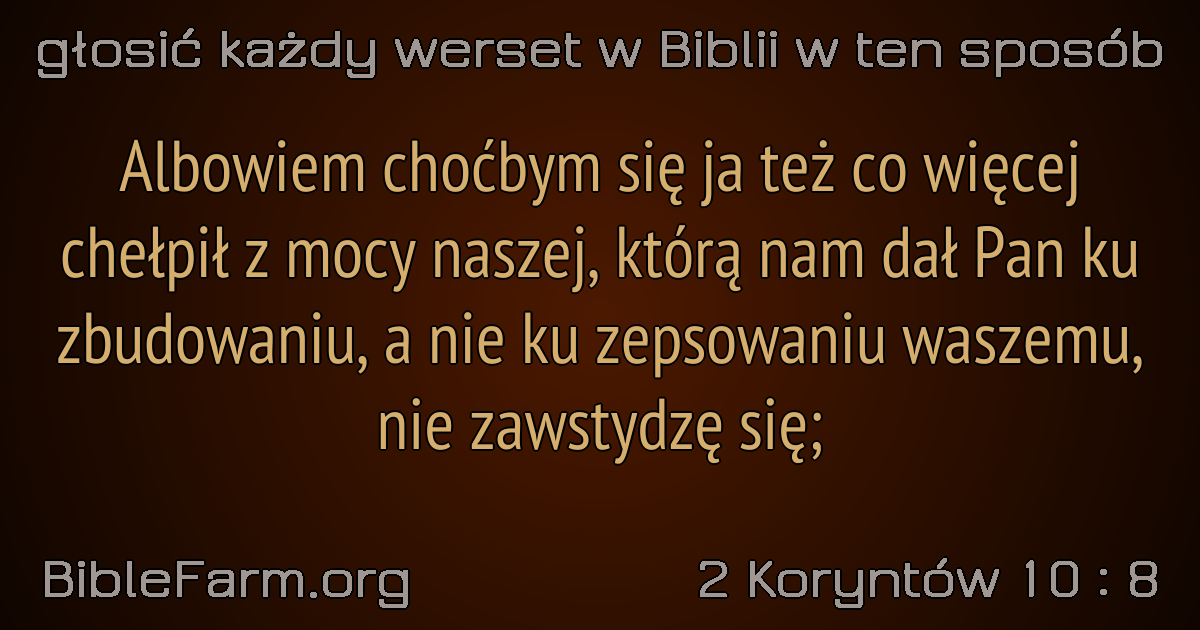 głosić każdy werset w Biblii w ten sposób
Albowiem choćbym się ja też co więcej
chełpił z mocy naszej, którą nam dał Pan ku
zbudowaniu, a nie ku zepsowaniu waszemu,
nie zawstydzę się;
BibleFarm.org
2 Koryntów 10 : 8